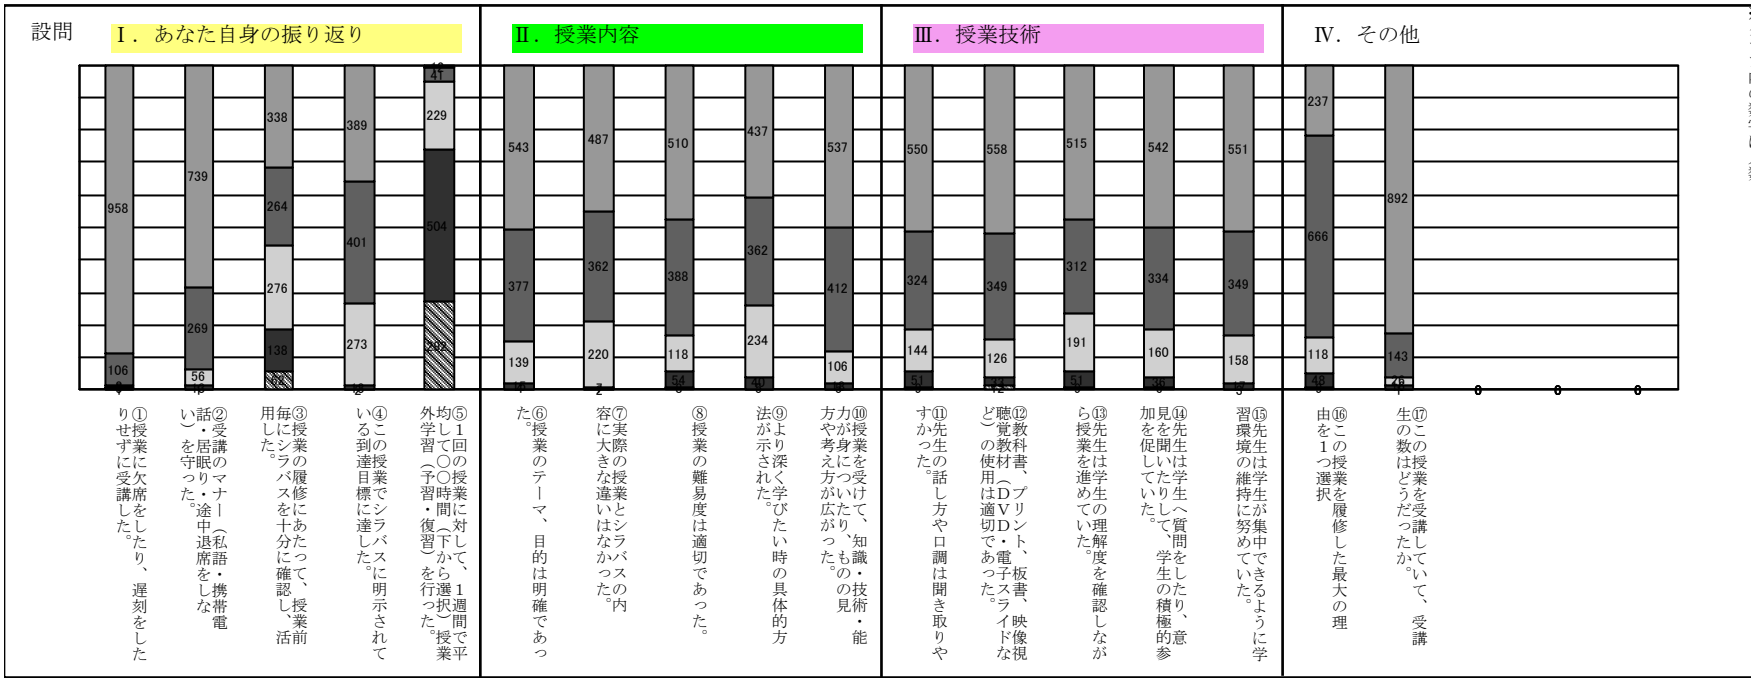 設問
Ⅰ．あなた自身の振り返り
Ⅱ．授業内容
Ⅲ．授業技術
Ⅳ．その他
958
106
739
269
56
338
264
276
138
62
389
401
273
41
229
504
292
543
377
139
15
487
362
220
7
510
388
118
54
437
362
234
40
537
412
106
550
324
144
51
558
349
126
12
515
312
191
51
542
334
160
36
551
349
158
237
666
118
48
892
143
26
1
①授業に欠席をしたり、遅刻をした
りせずに受講した。
②受講のマナー（私語・携帯電
話・居眠り・途中退席をしな
い）を守った。
③授業の履修にあたって、授業前
毎にシラバスを十分に確認し、活
用した。
④この授業でシラバスに明示されて
いる到達目標に達した。
⑤１回の授業に対して、１週間で平
均して〇〇時間（下から選択）授業
外学習（予習・復習）を行った。
⑥授業のテーマ、目的は明確であっ
た。
⑦実際の授業とシラバスの内
容に大きな違いはなかった。
⑧授業の難易度は適切であった。
⑨より深く学びたい時の具体的方
法が示された。
⑩授業を受けて、知識・技術・能
力が身についたり、ものの見
方や考え方が広がった。
⑪先生の話し方や口調は聞き取りや
すかった。
⑫教科書、プリント、板書、映像視
聴覚教材（ＤＶＤ・電子スライドな
ど）の使用は適切であった。
⑬先生は学生の理解度を確認しなが
ら授業を進めていた。
⑭先生は学生へ質問をしたり、意
見を聞いたりして、学生の積極的参
加を促していた。
⑮先生は学生が集中できるように学
習環境の維持に努めていた。
⑯この授業を履修した最大の理
由を１つ選択
⑰この授業を受講していて、受講
生の数はどうだったか。